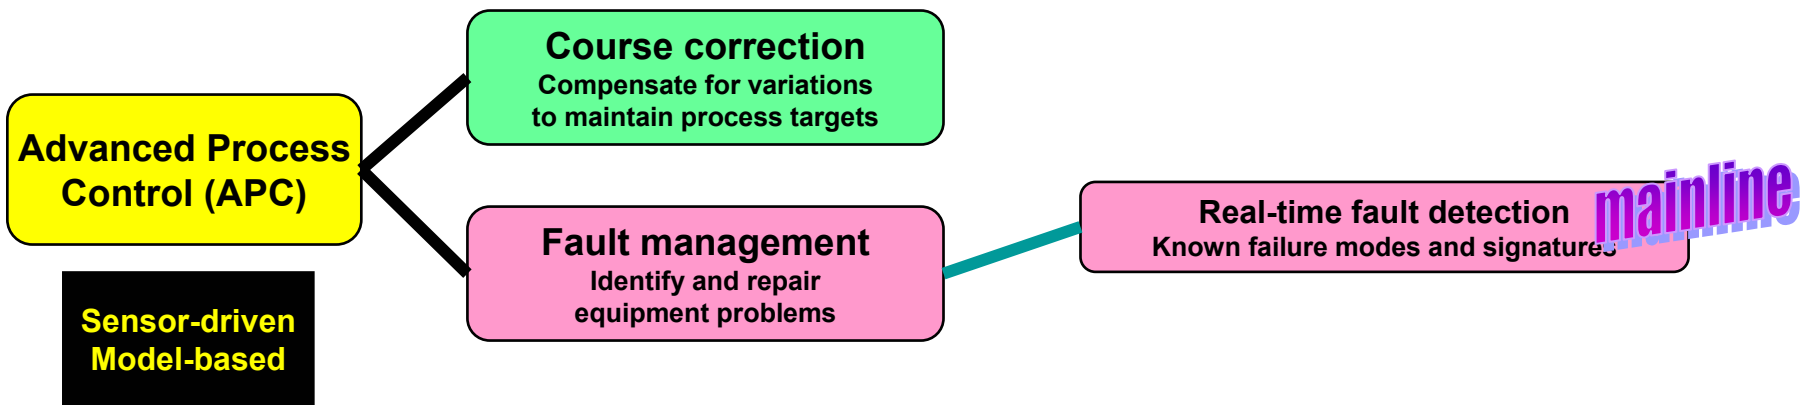 Advanced Process
Control (APC)
Sensor-driven
Model-based
Course correction
Compensate for variations
to maintain process targets
Fault management
Identify and repair
equipment problems
Real-time fault detection
Known failure modes and signatures
mainline